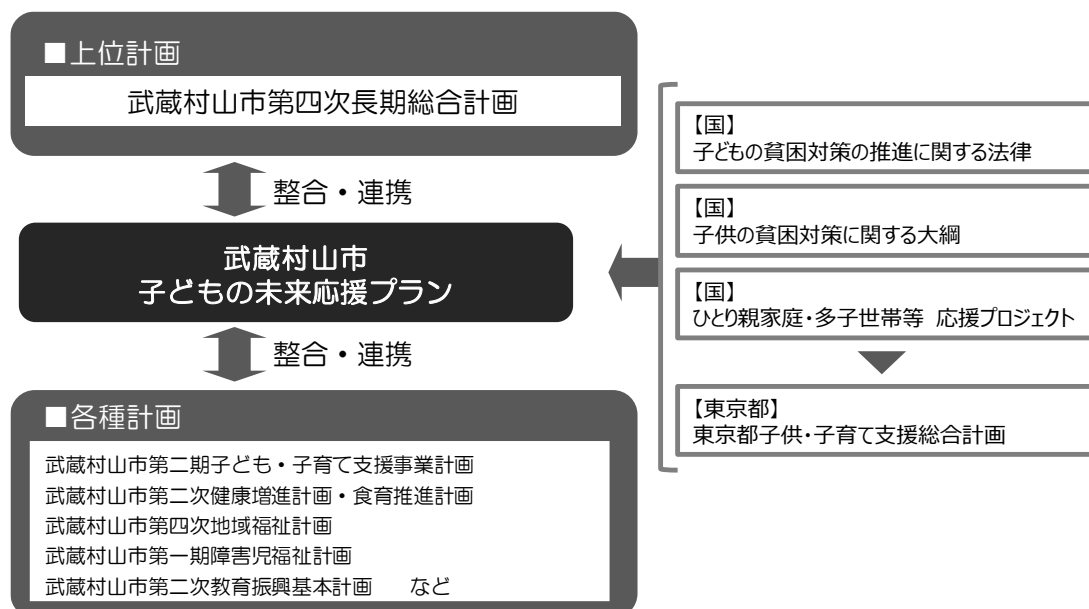 ■上位計画
武蔵村山市第四次長期総合計画
整合・連携
武蔵村山市
子どもの未来応援プラン
整合・連携
■各種計画
武蔵村山市第二期子ども・子育て支援事業計画
武蔵村山市第二次健康増進計画・食育推進計画
武蔵村山市第四次地域福祉計画
武蔵村山市第一期障害児福祉計画
武蔵村山市第二次教育振興基本計画　など
【国】
子どもの貧困対策の推進に関する法律
【国】
子供の貧困対策に関する大綱
【国】
ひとり親家庭・多子世帯等 応援プロジェクト
【東京都】
東京都子供・子育て支援総合計画